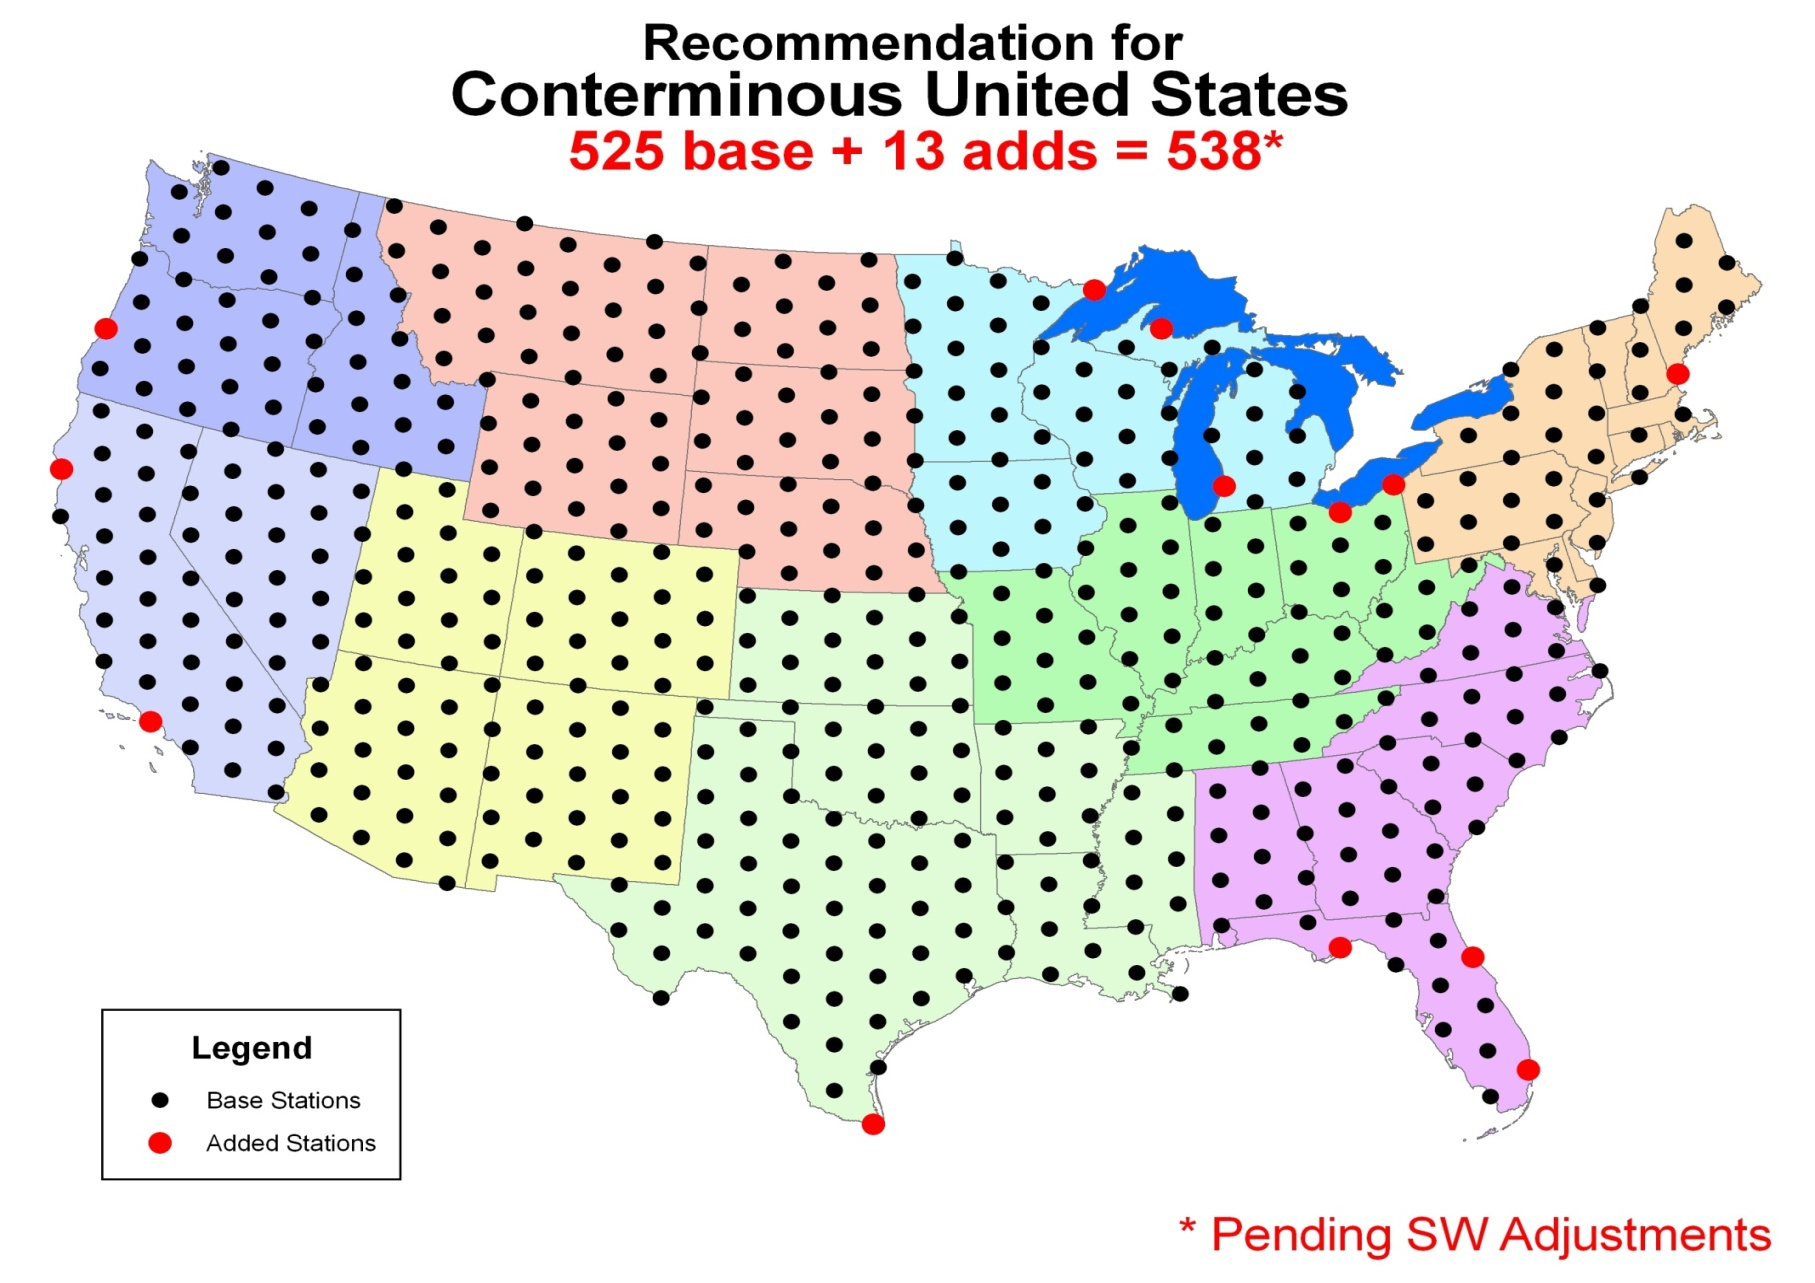 Recommendation for
Conterminous United States
525 base + 13 adds = 538*
Legend
Base Stations
Added Stations
* Pending SW Adjustments